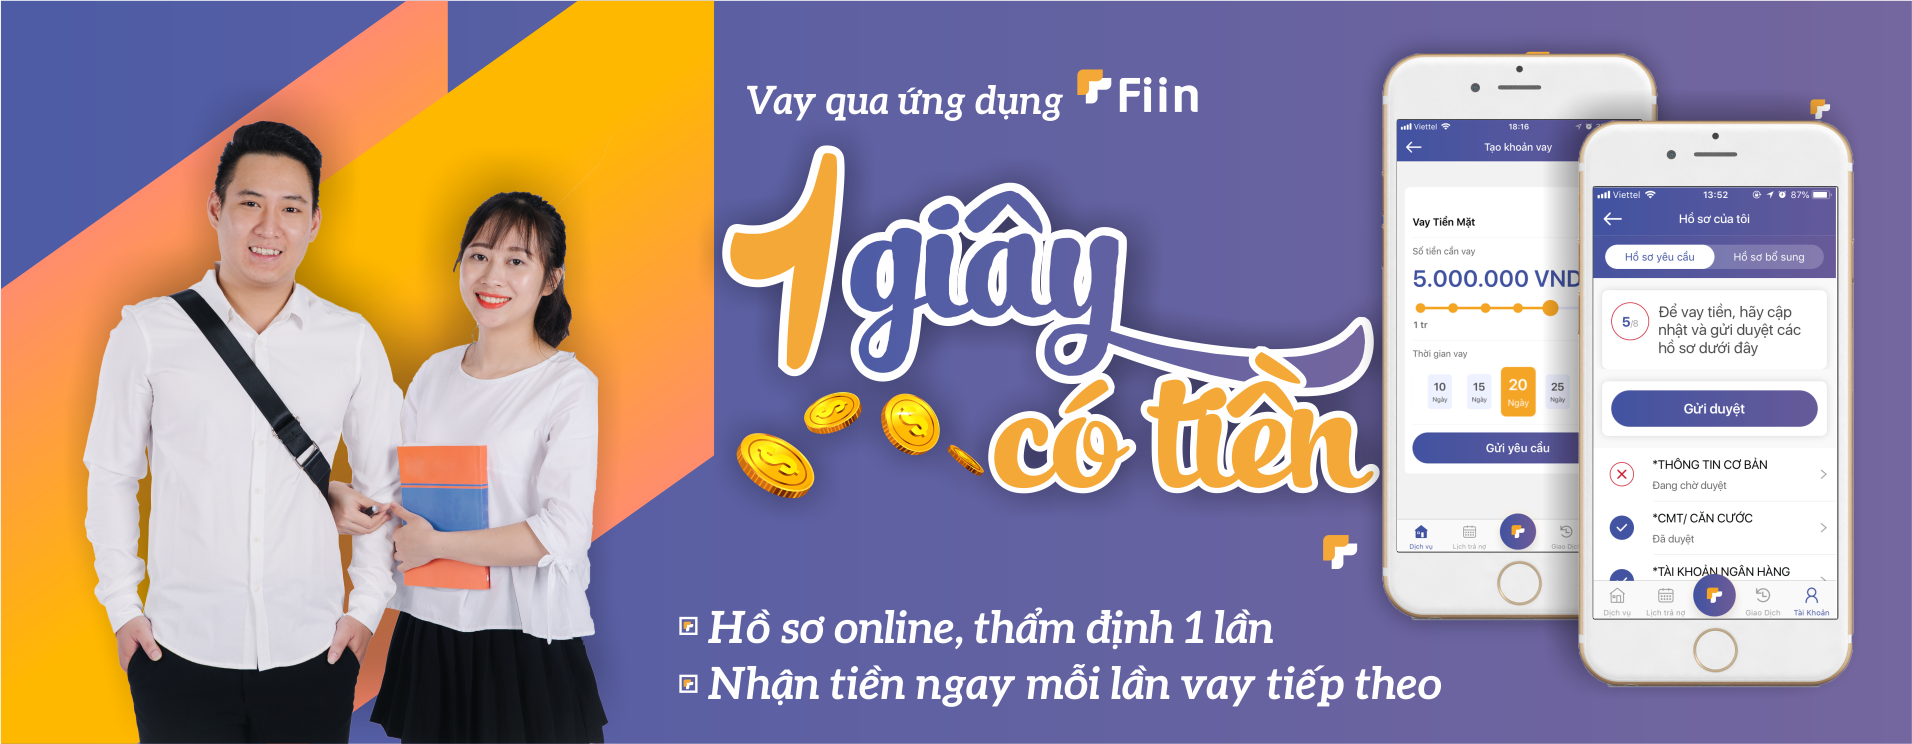 Vay qua ứng dụng Fiin
1 giây
có tiền
Hồ sơ online, thẩm định 1 lần
Nhận tiền ngay mỗi lần vay tiếp theo
Viettel 18:16
Tạo khoản vay
Vay Tiền Mặt
Số tiền cần vay
5.000.000 VND
1 tr
Thời gian vay
10 15 20 25
Ngày Ngày Ngày Ngày
Gửi yêu cầu
Dịch vụ Lịch trả nợ Giao Dịch
Viettel 13:52 87%
Hồ sơ của tôi
Hồ sơ yêu cầu Hồ sơ bổ sung
5/8
Để vay tiền, hãy cập
nhật và gửi duyệt các
hồ sơ dưới đây
Gửi duyệt
*THÔNG TIN CƠ BẢN
Đang chờ duyệt
*CMT/ CĂN CƯỚC
Đã duyệt
*TÀI KHOẢN NGÂN HÀNG
Dịch vụ Lịch trả nợ Giao Dịch Tài Khoản